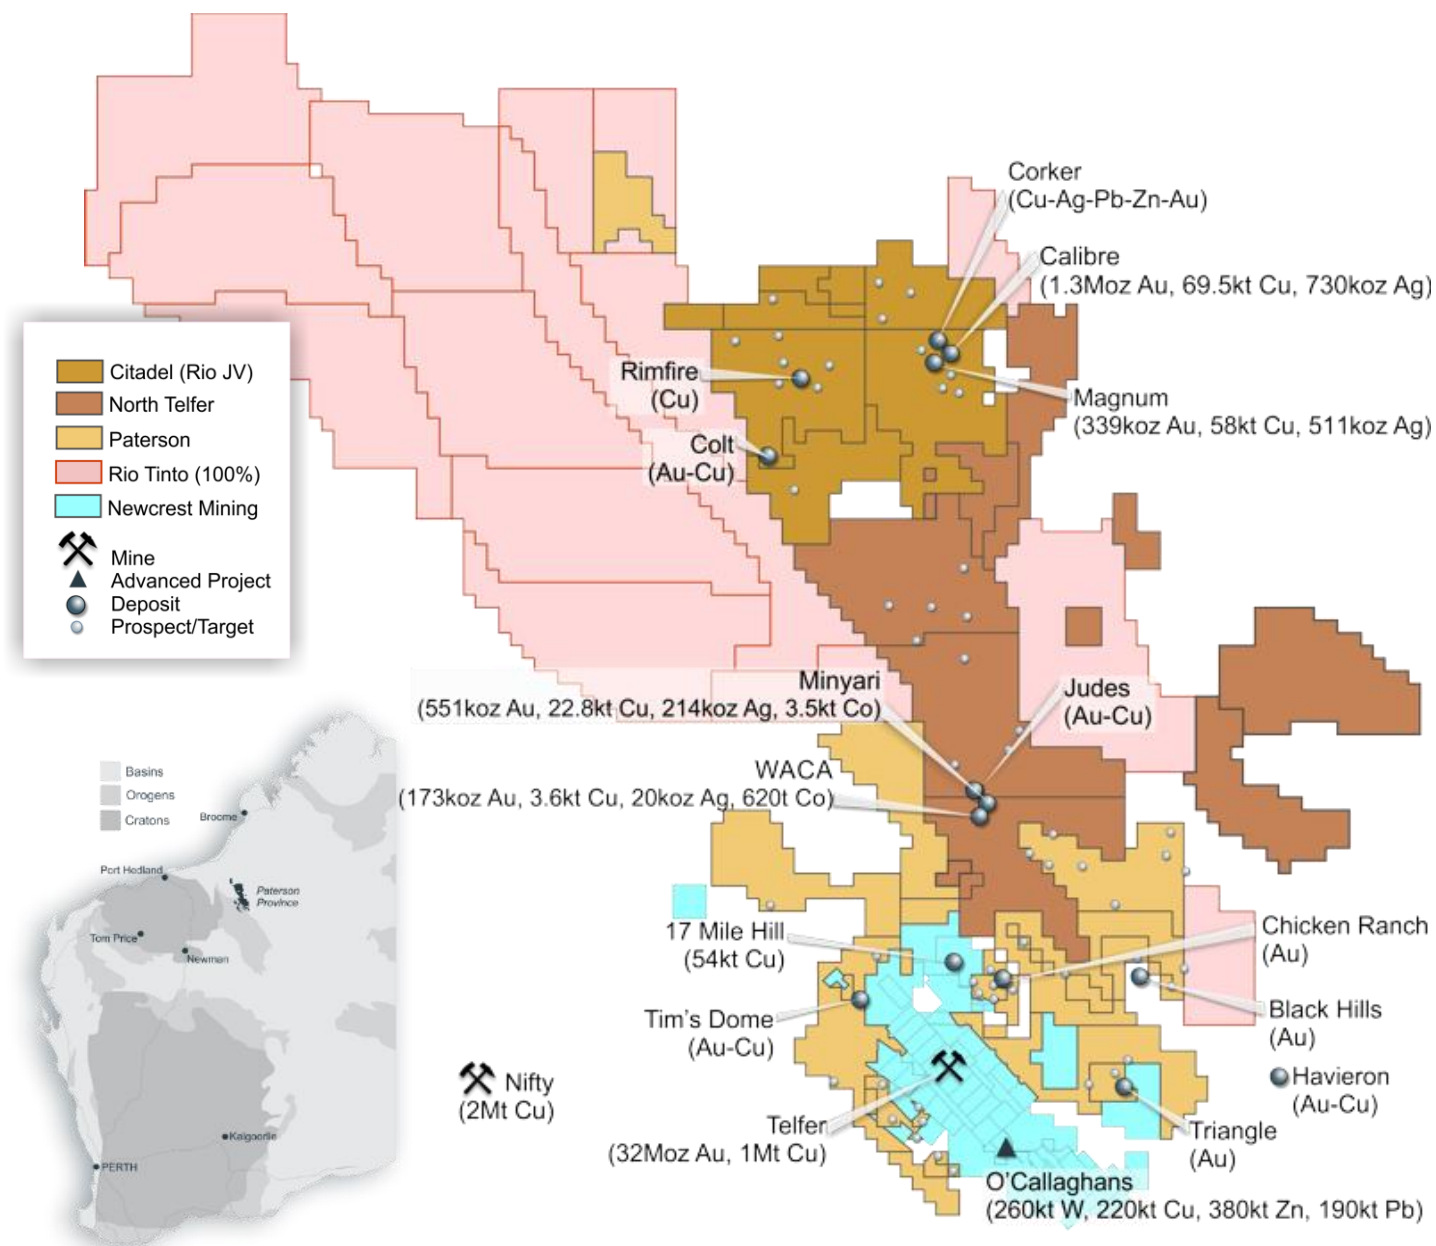 Corker
(Cu-Ag-Pb-Zn-Au)
Calibre
(1.3Moz Au, 69.5kt Cu, 730koz Ag)
Citadel (Rio JV)
North Telfer
Paterson
Rio Tinto (100%)
Newcrest Mining
Mine
Advanced Project
Deposit
Prospect/Target
Rimfire
(Cu)
Magnum
(339koz Au, 58kt Cu, 511koz Ag)
Colt
(Au-Cu)
Minyari
(551koz Au, 22.8kt Cu, 214koz Ag, 3.5kt Co)
Judes
(Au-Cu)
WACA
(173koz Au, 3.6kt Cu, 20koz Ag, 620t Co)
Basins
Orogens
Cratons
Broome
Port Hedland
Paterson
Province
Tom Price
Newman
Kalgoorlie
PERTH
17 Mile Hill
(54kt Cu)
Chicken Ranch
(Au)
Tim's Dome
(Au-Cu)
Black Hills
(Au)
Nifty
(2Mt Cu)
Havieron
(Au-Cu)
Telfer
(32Moz Au, 1Mt Cu)
Triangle
(Au)
O'Callaghans
(260kt W, 220kt Cu, 380kt Zn, 190kt Pb)